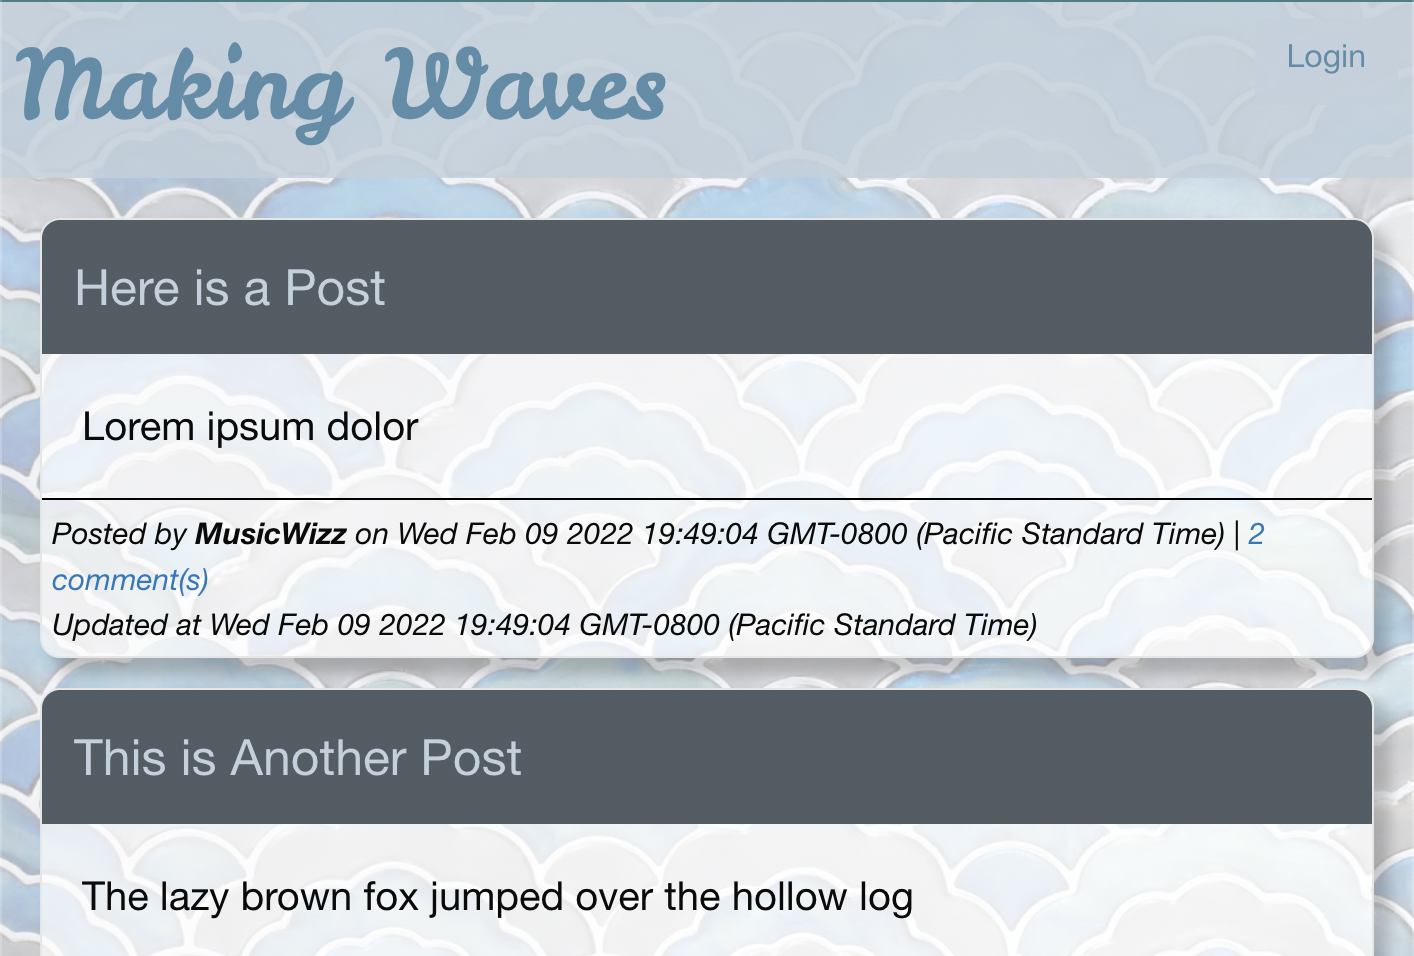 Making Waves
Login
Here is a Post
Lorem ipsum dolor
Posted by MusicWizz on Wed Feb 09 2022 19:49:04 GMT-0800 (Pacific Standard Time) | 2
comment(s)
Updated at Wed Feb 09 2022 19:49:04 GMT-0800 (Pacific Standard Time)
This is Another Post
The lazy brown fox jumped over the hollow log